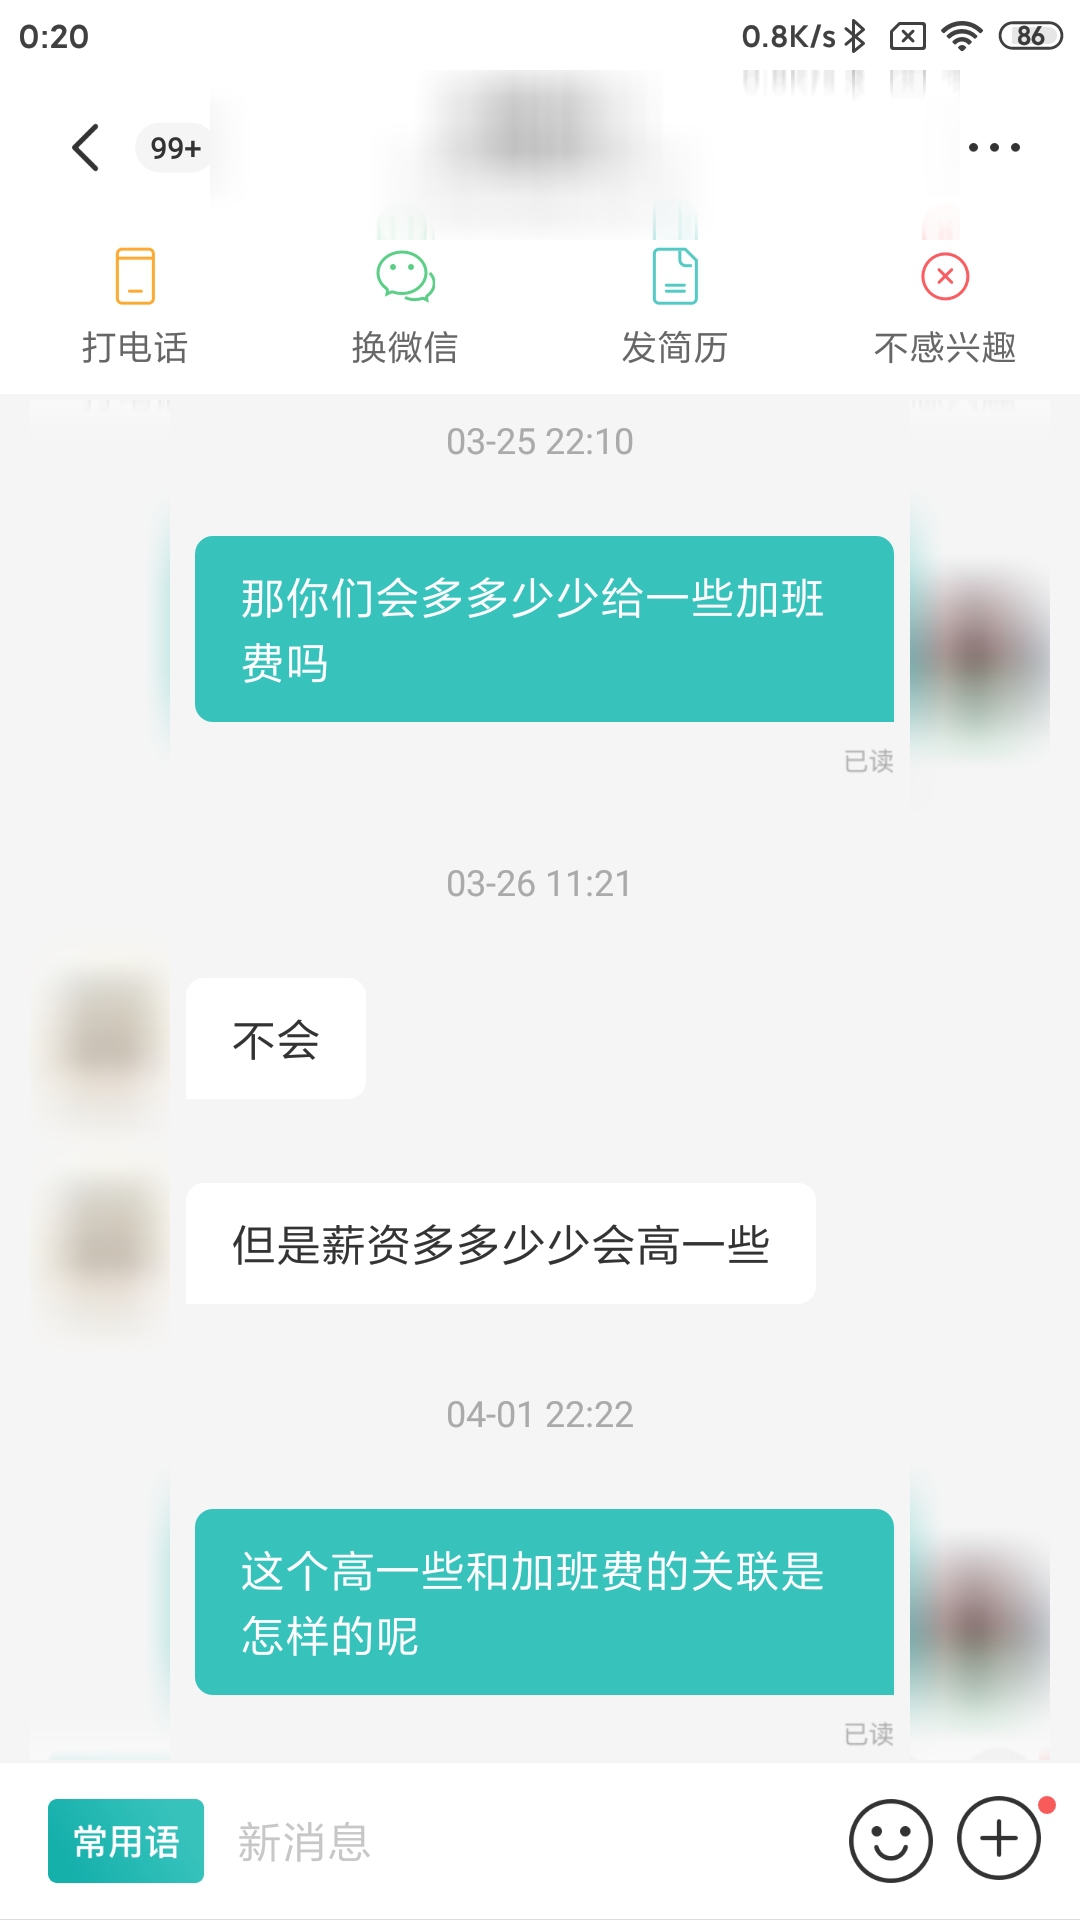 0:20
0.8K/s
86
99+
打电话
换微信
发简历
不感兴趣
03-25 22:10
那你们会多多少少给一些加班
费吗
已读
03-26 11:21
不会
但是薪资多多少少会高一些
04-01 22:22
这个高一些和加班费的关联是
怎样的呢
已读
常用语
新消息